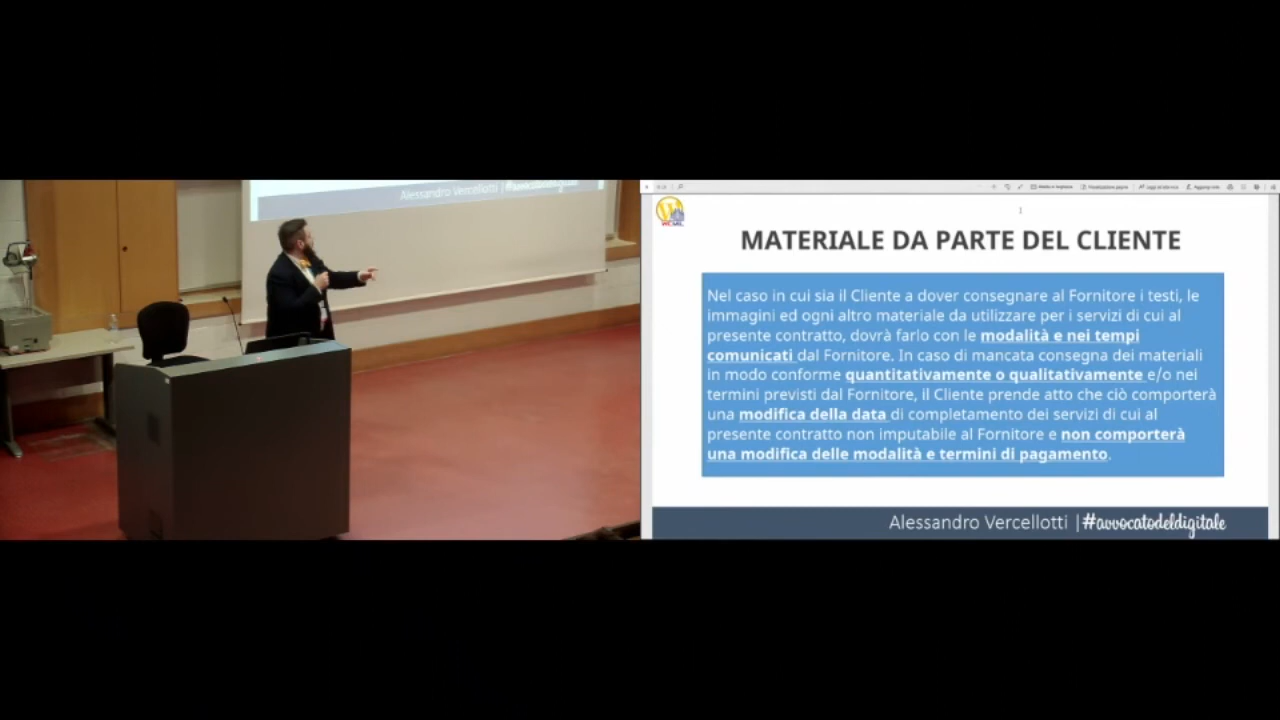 Alessandro Vercellotti |
MATERIALE DA PARTE DEL CLIENTE
Nel caso in cui sia il Cliente a dover consegnare al Fornitore i testi, le
immagini ed ogni altro materiale da utilizzare per i servizi di cui al
presente contratto, dovrà farlo con le modalità e nei tempi
comunicati dal Fornitore. In caso di mancata consegna dei materiali
in modo conforme quantitativamente o qualitativamente e/o nei
termini previsti dal Fornitore, il Cliente prende atto che ciò comporterà
una modifica della data di completamento dei servizi di cui al
presente contratto non imputabile al Fornitore e non comporterà
una modifica delle modalità e termini di pagamento.
Alessandro Vercellotti |#avvocatodeldigitale